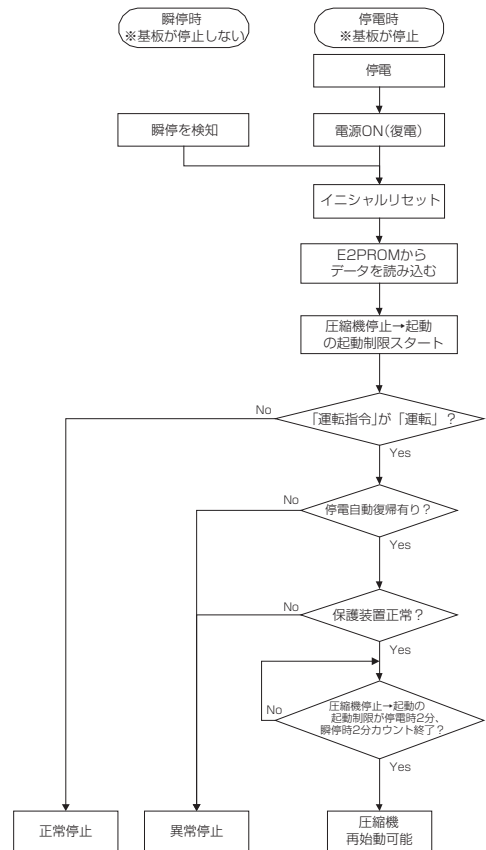 瞬停時
※基板が停止しない
停電時
※基板が停止
停電
瞬停を検知
電源ON(復電)
イニシャルリセット
E2PROMから
データを読み込む
圧縮機停止→起動
の起動制限スタート
No
「運転指令」が「運転」?
Yes
No
停電自動復帰有り?
Yes
No
保護装置正常?
Yes
No
圧縮機停止→起動の
起動制限が停電時2分、
瞬停時2分カウント終了?
Yes
正常停止
異常停止
圧縮機
再始動可能